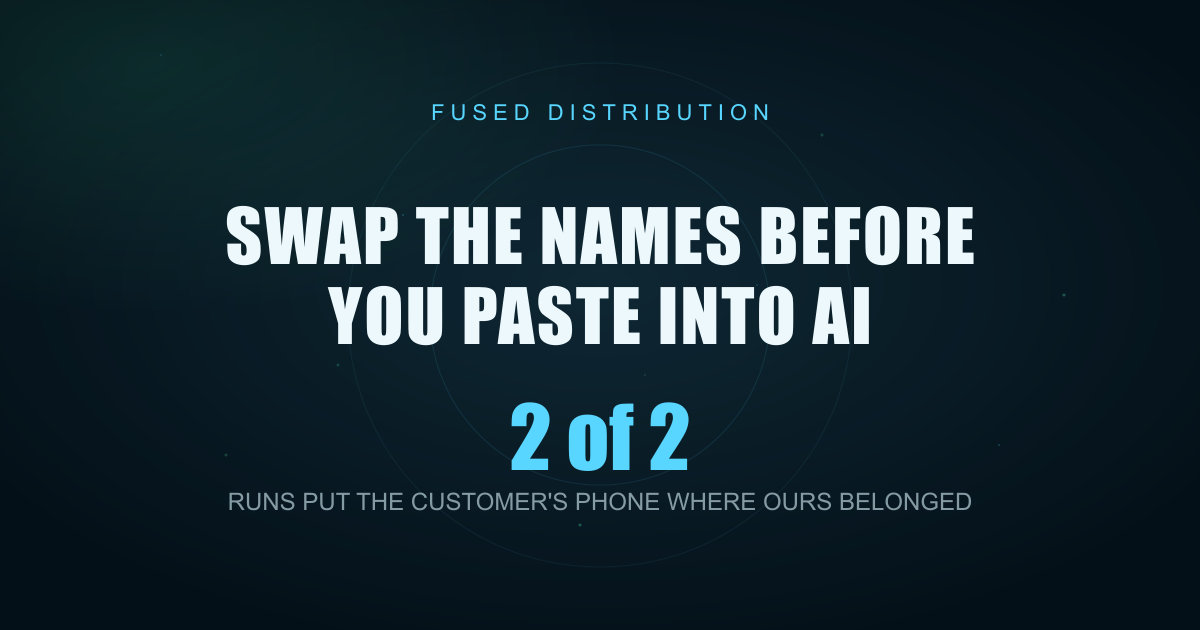 FUSED DISTRIBUTION
SWAP THE NAMES BEFORE
YOU PASTE INTO AI
2 of 2
RUNS PUT THE CUSTOMER'S PHONE WHERE OURS BELONGED